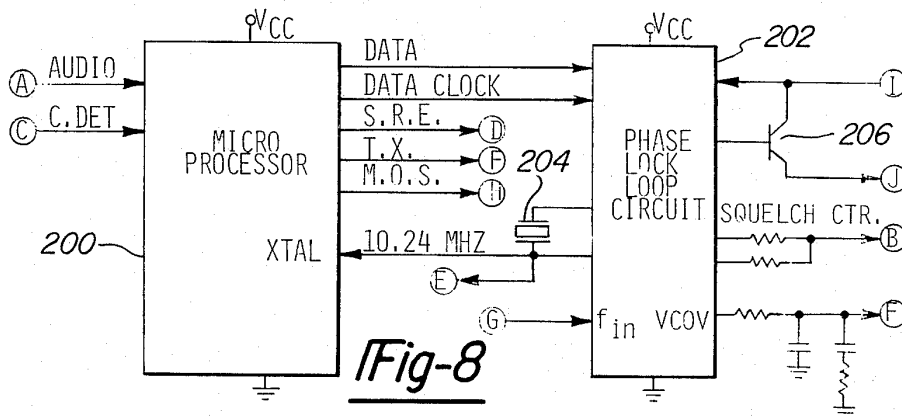 VCC
A AUDIO
C C.DET
MICRO
PROCESSOR
200
XTAL
DATA
DATA CLOCK
S.R.E. D
T.X. F
M.O.S. H
10.24 MHZ
204
E
G
VCC
202
PHASE
LOCK
LOOP
CIRCUIT
fin VCOV
I
206
J
SQUELCH CTR.
B
F
Fig-8